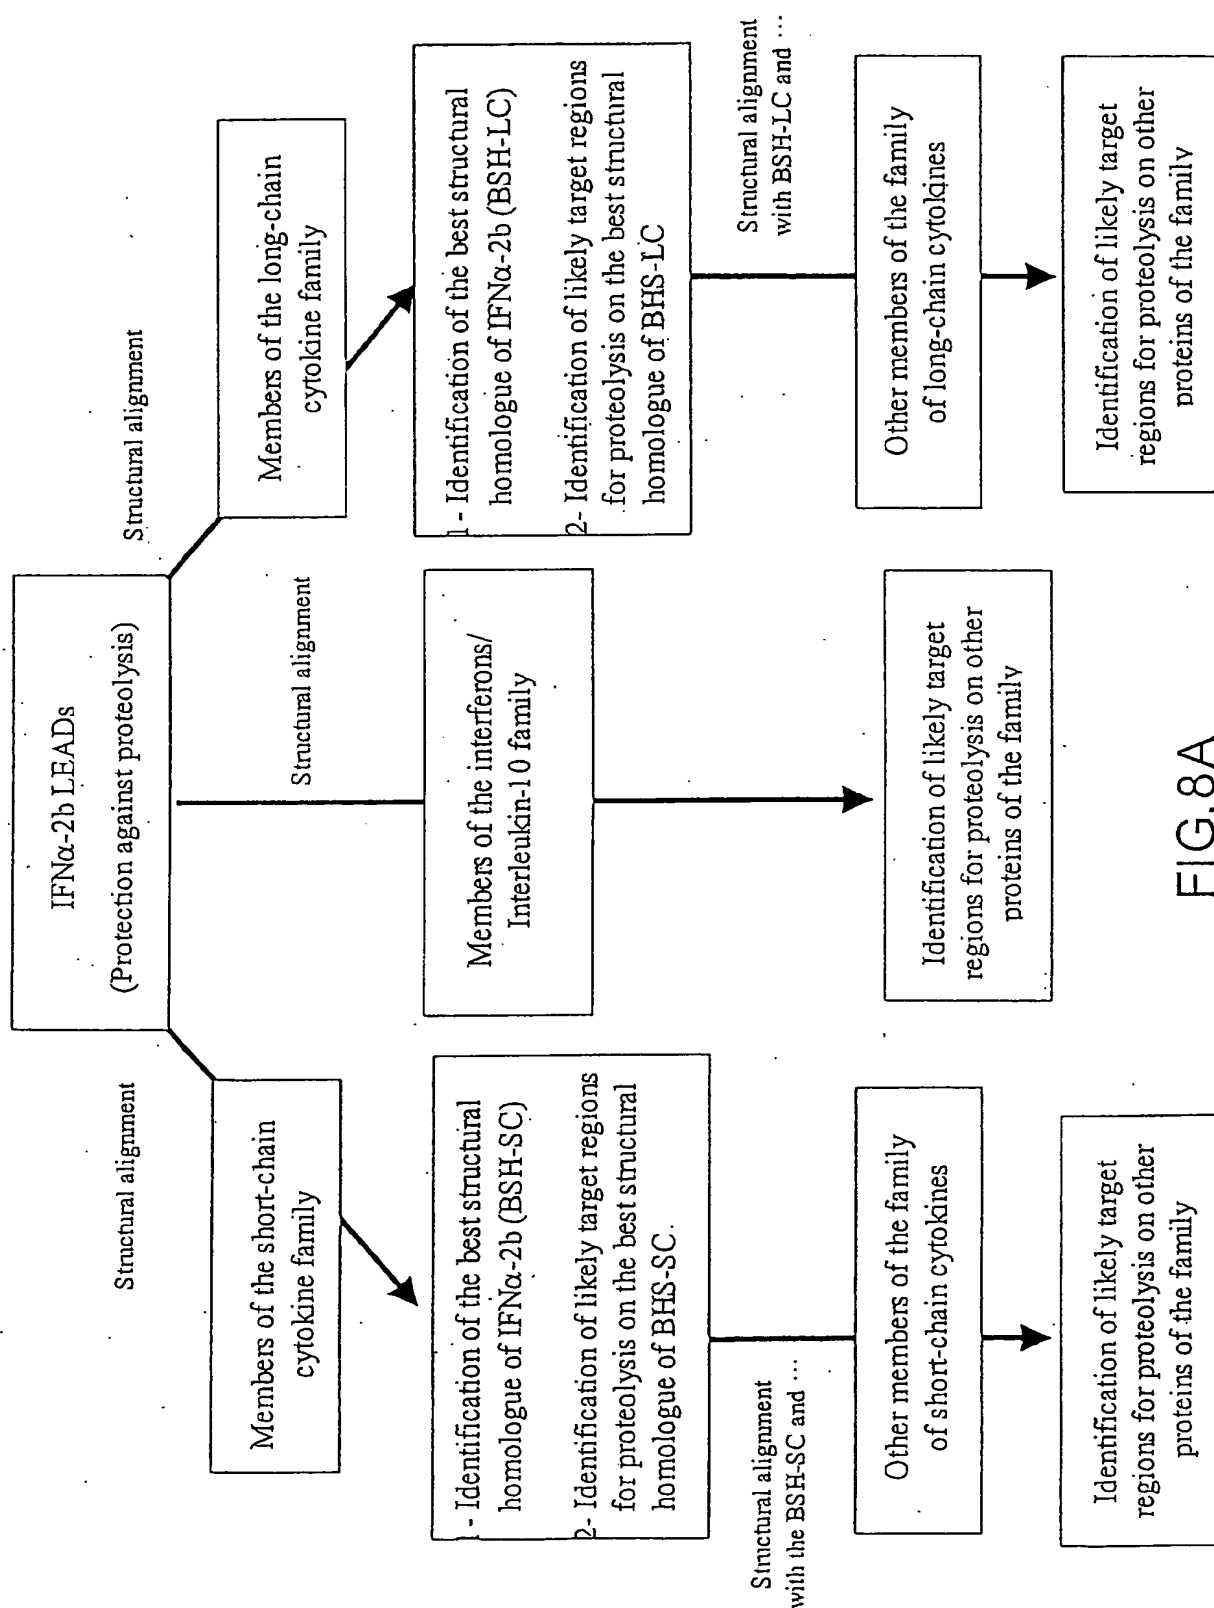 IFNα-2b LEADs
(Protection against proteolysis)
Structural alignment
Structural alignment
Structural alignment
Members of the short-chain
cytokine family
Members of the interferons/
Interleukin-10 family
Members of the long-chain
cytokine family
1- Identification of the best structural
homologue of IFNα-2b (BSH-SC)
2- Identification of likely target regions
for proteolysis on the best structural
homologue of BHS-SC.
1- Identification of the best structural
homologue of IFNα-2b (BSH-LC)
2- Identification of likely target regions
for proteolysis on the best structural
homologue of BHS-LC
Structural alignment
with the BSH-SC and ...
Structural alignment
with BSH-LC and ...
Other members of the family
of short-chain cytokines
Other members of the family
of long-chain cytokines
Identification of likely target
regions for proteolysis on other
proteins of the family
Identification of likely target
regions for proteolysis on other
proteins of the family
Identification of likely target
regions for proteolysis on other
proteins of the family
FIG.8A